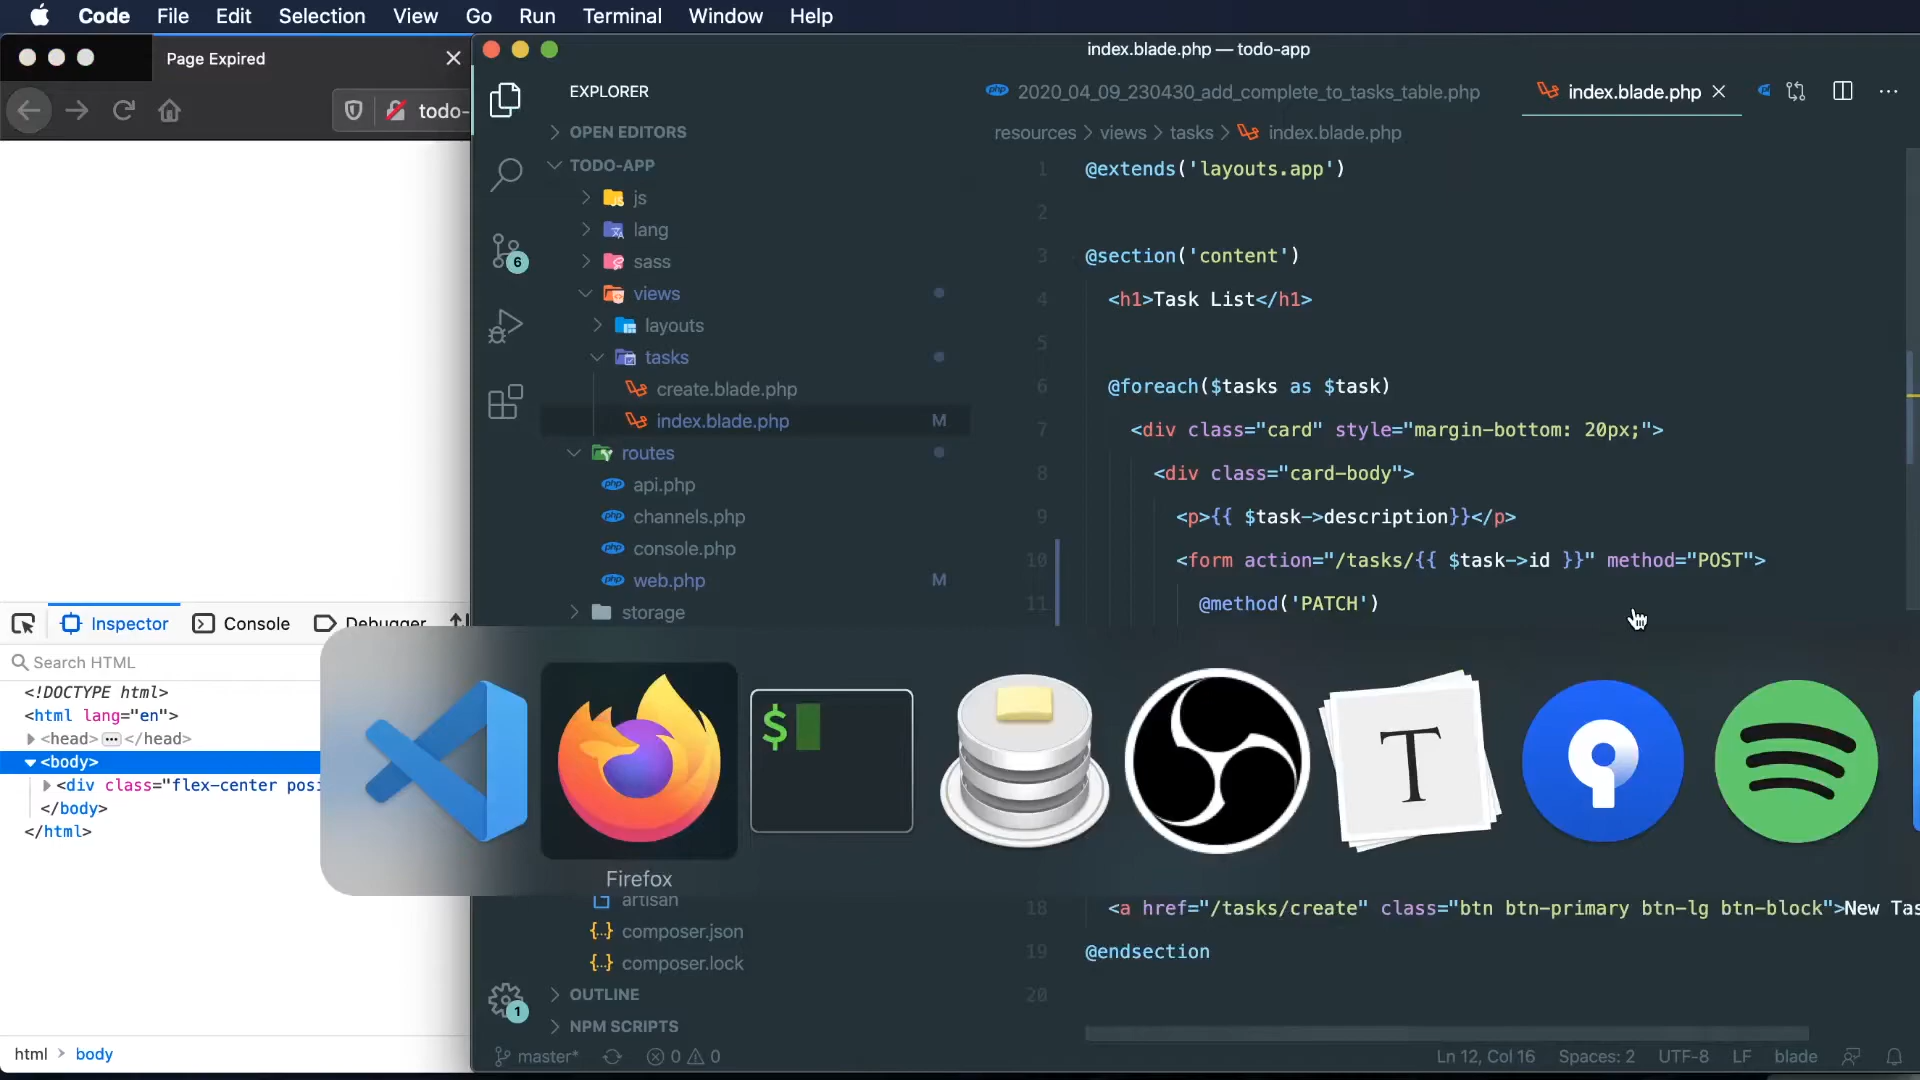 Code File Edit Selection View Go Run Terminal Window Help
Page Expired
todo-
index.blade.php — todo-app
EXPLORER
2020_04_09_230430_add_complete_to_tasks_table.php
index.blade.php
resources > views > tasks > index.blade.php
OPEN EDITORS
TODO-APP
js
lang
sass
views
layouts
tasks
create.blade.php
index.blade.php M
routes
api.php
channels.php
console.php
web.php M
storage
artisan
composer.json
composer.lock
OUTLINE
NPM SCRIPTS
6
1
1 @extends('layouts.app')
2
3 @section('content')
4 <h1>Task List</h1>
5
6 @foreach($tasks as $task)
7 <div class="card" style="margin-bottom: 20px;">
8 <div class="card-body">
9 <p>{{ $task->description}}</p>
10 <form action="/tasks/{{ $task->id }}" method="POST">
11 @method('PATCH')
18 <a href="/tasks/create" class="btn btn-primary btn-lg btn-block">New Tas
19 @endsection
20
Inspector Console Debugger
Search HTML
<!DOCTYPE html>
<html lang="en">
<head> ••• </head>
<body>
<div class="flex-center posi
</body>
</html>
html > body
$
T
Firefox
master* 0 0 Ln 12, Col 16 Spaces: 2 UTF-8 LF blade